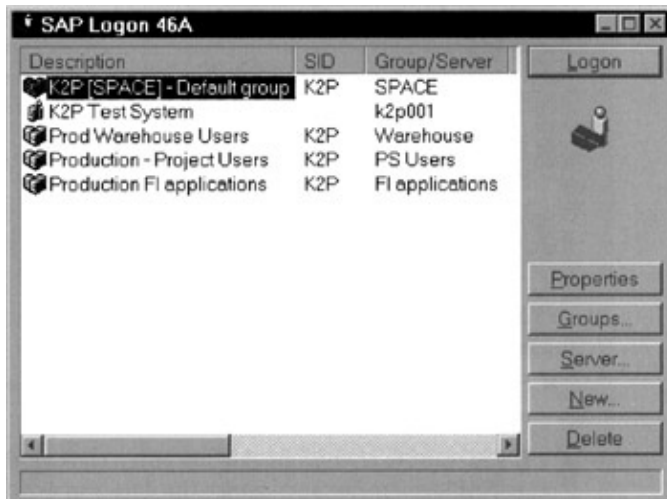 SAP Logon 46A
Description SID Group/Server
K2P [SPACE] - Default group K2P SPACE
K2P Test System k2p001
Prod Warehouse Users K2P Warehouse
Production - Project Users K2P PS Users
Production FI applications K2P FI applications
Logon
Properties
Groups...
Server...
New...
Delete